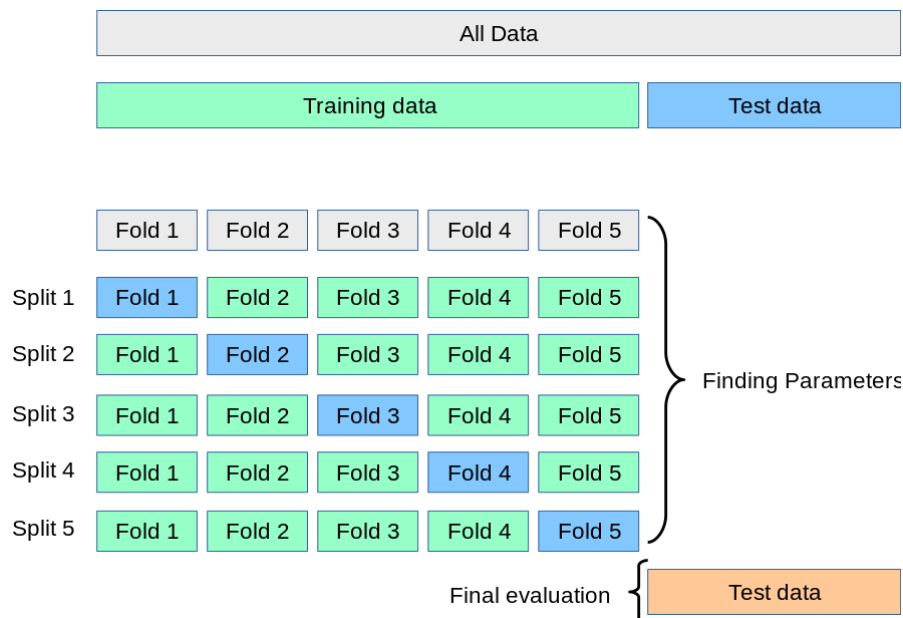 All Data
Training data Test data
Fold 1 Fold 2 Fold 3 Fold 4 Fold 5
Split 1 Fold 1 Fold 2 Fold 3 Fold 4 Fold 5
Split 2 Fold 1 Fold 2 Fold 3 Fold 4 Fold 5
Finding Parameters
Split 3 Fold 1 Fold 2 Fold 3 Fold 4 Fold 5
Split 4 Fold 1 Fold 2 Fold 3 Fold 4 Fold 5
Split 5 Fold 1 Fold 2 Fold 3 Fold 4 Fold 5
Final evaluation Test data